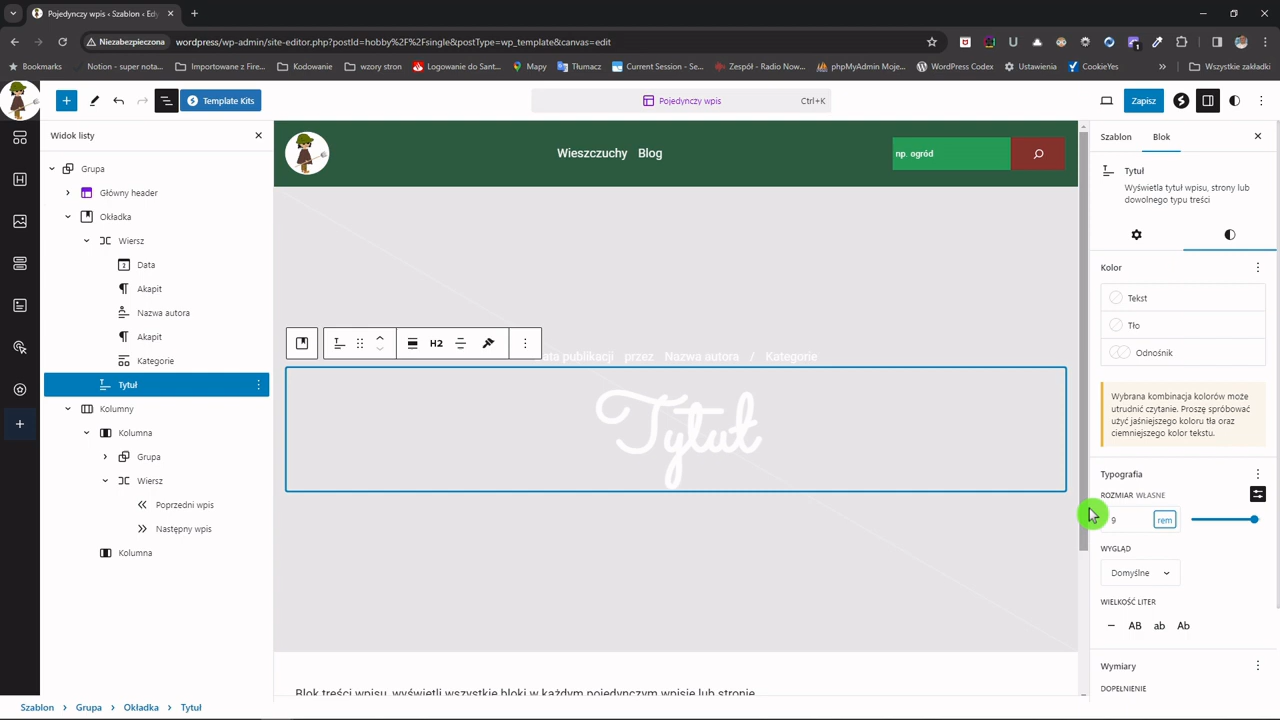 Pojedynczy wpis ‹ Szablon ‹ Edy
Niezabezpieczona
wordpress/wp-admin/site-editor.php?postId=hobby%2F%2Fsingle&postType=wp_template&canvas=edit
Bookmarks
Notion - super nota...
Importowane z Fire...
Kodowanie
wzory stron
Logowanie do Sant...
Mapy
Tłumacz
Current Session - Se...
Zespół - Radio Now...
phpMyAdmin Moje...
WordPress Codex
Ustawienia
CookieYes
Wszystkie zakładki
Template Kits
Pojedynczy wpis
Ctrl+K
Zapisz
Widok listy
Grupa
Główny header
Okładka
Wiersz
Data
Akapit
Nazwa autora
Akapit
Kategorie
Tytuł
Kolumny
Kolumna
Grupa
Wiersz
Poprzedni wpis
Następny wpis
Kolumna
Wieszczuchy Blog
np. ogród
H2
ata publikacji przez Nazwa autora / Kategorie
Tytuł
Blok treści wpisu, wyświetli wszystkie bloki w każdym pojedynczym wpisie lub stronie
Szablon Blok
Tytuł
Wyświetla tytuł wpisu, strony lub
dowolnego typu treści
Kolor
Tekst
Tło
Odnośnik
Wybrana kombinacja kolorów może
utrudnić czytanie. Proszę spróbować
użyć jaśniejszego koloru tła oraz
ciemniejszego kolor tekstu.
Typografia
ROZMIAR WŁASNE
9 rem
WYGLĄD
Domyślne
WIELKOŚĆ LITER
— AB ab Ab
Wymiary
DOPEŁNIENIE
Szablon > Grupa > Okładka > Tytuł